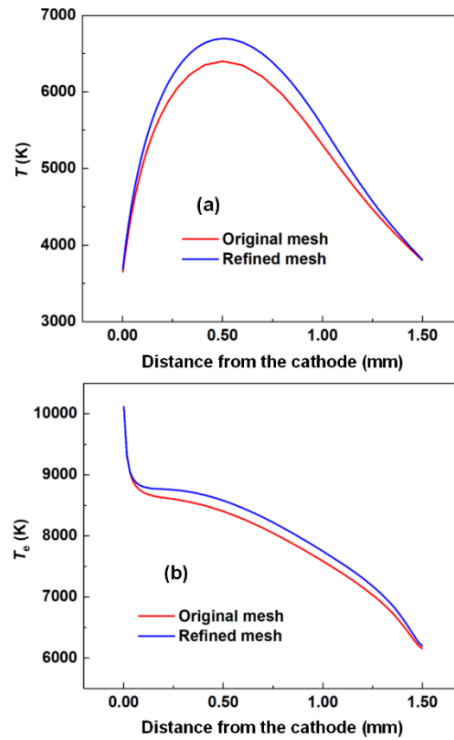 7000
6000
5000
4000
3000
T (K)
(a)
Original mesh
Refined mesh
0.00 0.50 1.00 1.50
Distance from the cathode (mm)
10000
9000
8000
7000
6000
Te (K)
(b)
Original mesh
Refined mesh
0.00 0.50 1.00 1.50
Distance from the cathode (mm)